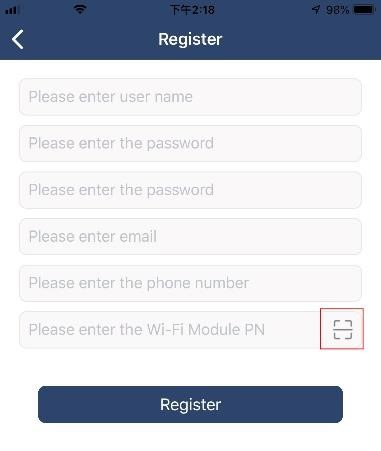 下午2:18
98%
Register
Please enter user name
Please enter the password
Please enter the password
Please enter email
Please enter the phone number
Please enter the Wi-Fi Module PN
Register